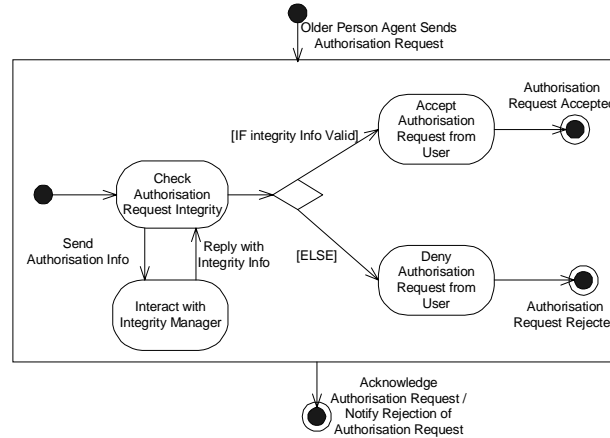 Older Person Agent Sends
Authorisation Request
Authorisation
Request Accepted
Accept
Authorisation
Request from
User
[IF integrity Info Valid]
Check
Authorisation
Request Integrity
Send
Authorisation Info
Reply with
Integrity Info
[ELSE]
Deny
Authorisation
Request from
User
Interact with
Integrity Manager
Authorisation
Request Rejecte
Acknowledge
Authorisation Request /
Notify Rejection of
Authorisation Request